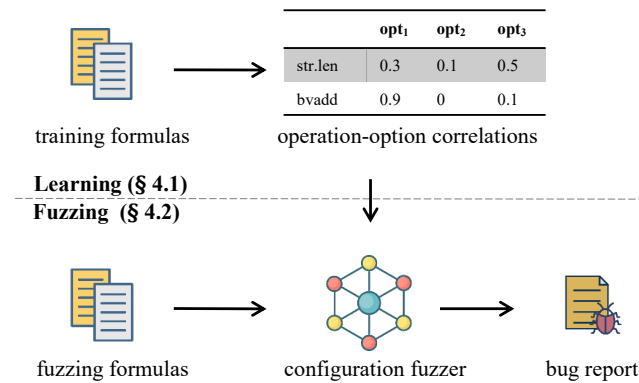 opt₁ opt₂ opt₃
str.len 0.3 0.1 0.5
bvadd 0.9 0 0.1
training formulas operation-option correlations
Learning (§ 4.1)
Fuzzing (§ 4.2)
fuzzing formulas configuration fuzzer bug report